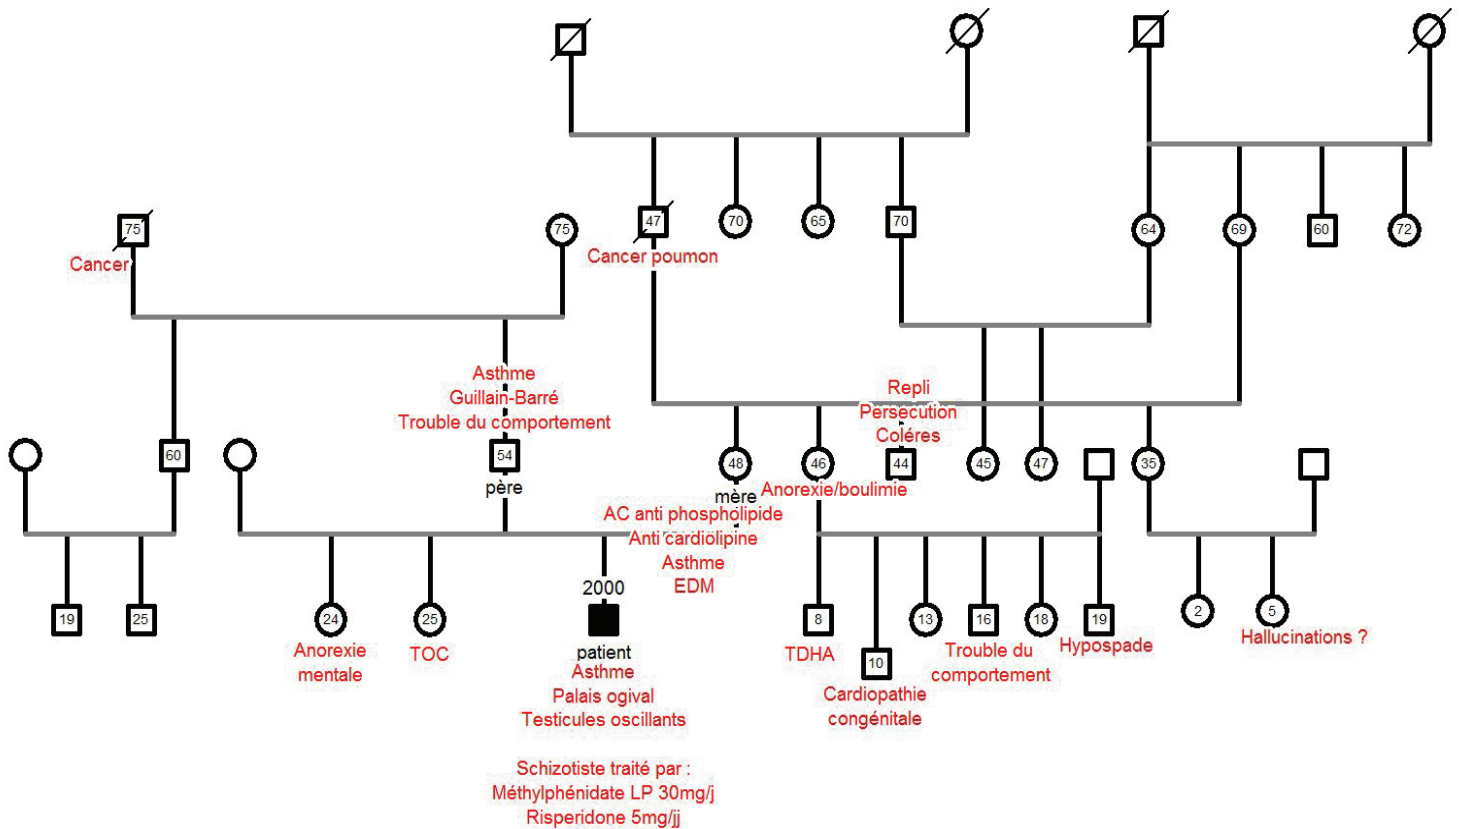 47
70
65
70
75
75
64
69
60
72
Cancer
Cancer poumon
Asthme
Guillain-Barré
Trouble du comportement
Repli
Persécution
Coléres
60
54
père
48
mère
46
44
45
47
35
Anorexie/boulimie
AC anti phospholipide
Anti cardiolipine
Asthme
EDM
2000
19
25
24
25
8
10
13
16
18
19
2
5
Anorexie
mentale
TOC
patient
Asthme
Palais ogival
Testicules oscillants
TDHA
Cardiopathie
congénitale
Trouble du
comportement
Hypospade
Hallucinations ?
Schizotiste traité par :
Méthylphénidate LP 30mg/j
Risperidone 5mg/jj